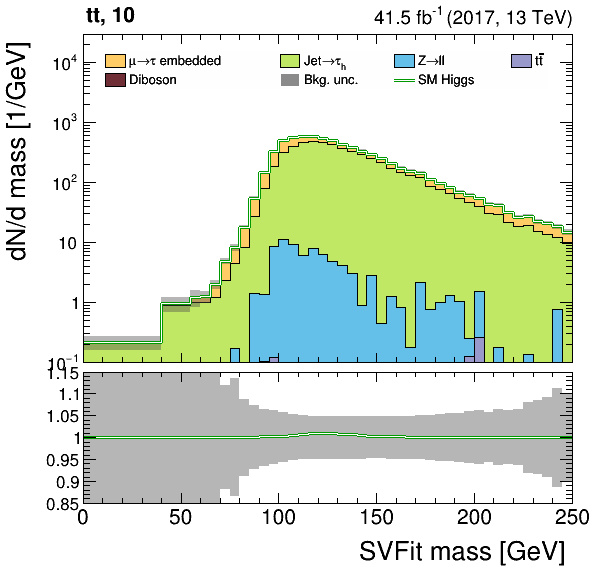 tt, 10
41.5 fb⁻¹ (2017, 13 TeV)
dN/d mass [1/GeV]
10⁴
10³
10²
10
1
10⁻¹
μ→τ embedded
Jet→τₕ
Z→ll
tt̄
Diboson
Bkg. unc.
SM Higgs
1.15
1.1
1.05
1
0.95
0.9
0.85
0 50 100 150 200 250
SVFit mass [GeV]